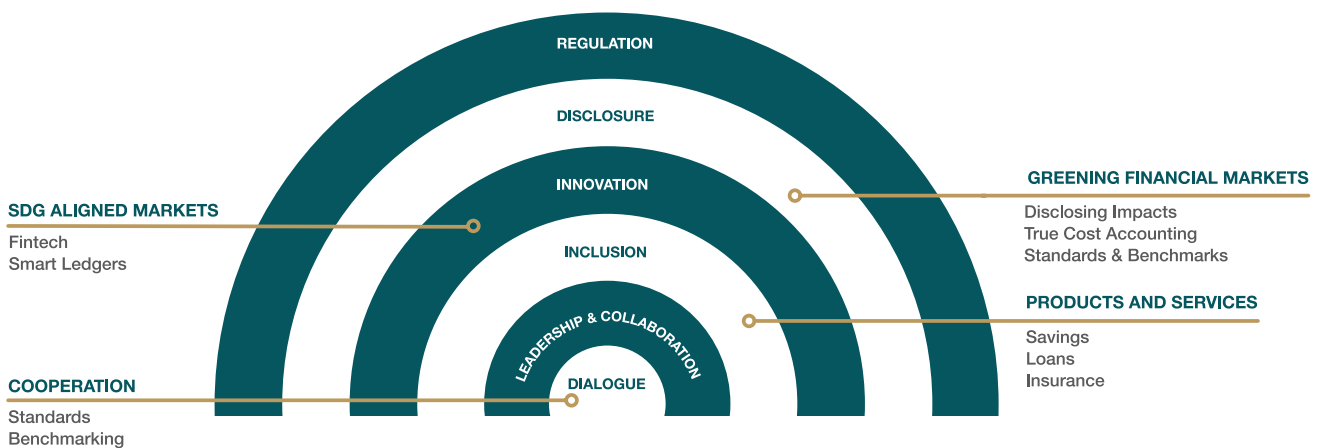 REGULATION
DISCLOSURE
INNOVATION
INCLUSION
LEADERSHIP & COLLABORATION
DIALOGUE
SDG ALIGNED MARKETS
Fintech
Smart Ledgers
COOPERATION
Standards
Benchmarking
GREENING FINANCIAL MARKETS
Disclosing Impacts
True Cost Accounting
Standards & Benchmarks
PRODUCTS AND SERVICES
Savings
Loans
Insurance